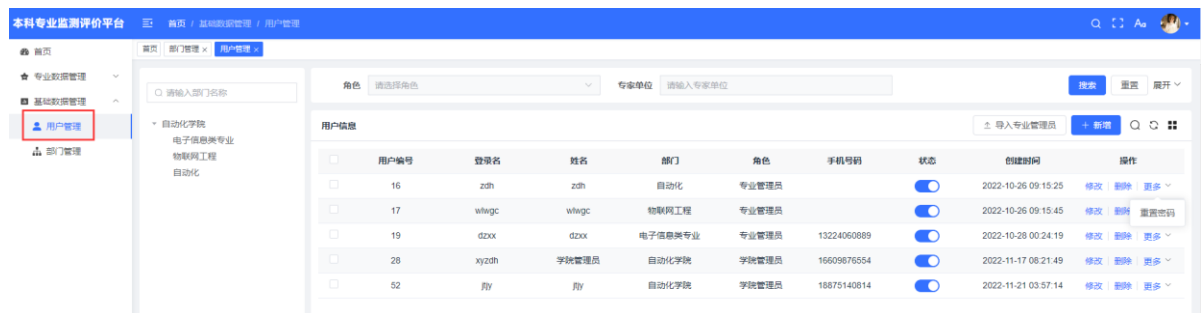 本科专业监测评价平台 首页 / 基础数据管理 / 用户管理
首页 首页 部门管理 × 用户管理 ×
专业数据管理
基础数据管理
用户管理
部门管理
请输入部门名称
自动化学院
电子信息类专业
物联网工程
自动化
角色 请选择角色 专家单位 请输入专家单位 搜索 重置 展开
用户信息 导入专业管理员 + 新增
用户编号 登录名 姓名 部门 角色 手机号码 状态 创建时间 操作
16 zdh zdh 自动化 专业管理员 2022-10-26 09:15:25 修改 删除 更多
17 wlwgc wlwgc 物联网工程 专业管理员 2022-10-26 09:15:45 修改 删除 重置密码
19 dzxx dzxx 电子信息类专业 专业管理员 13224060889 2022-10-28 00:24:19 修改 删除 更多
28 xyzdh 学院管理员 自动化学院 学院管理员 16609876554 2022-11-17 08:21:49 修改 删除 更多
52 自动化学院 学院管理员 18875140814 2022-11-21 03:57:14 修改 删除 更多